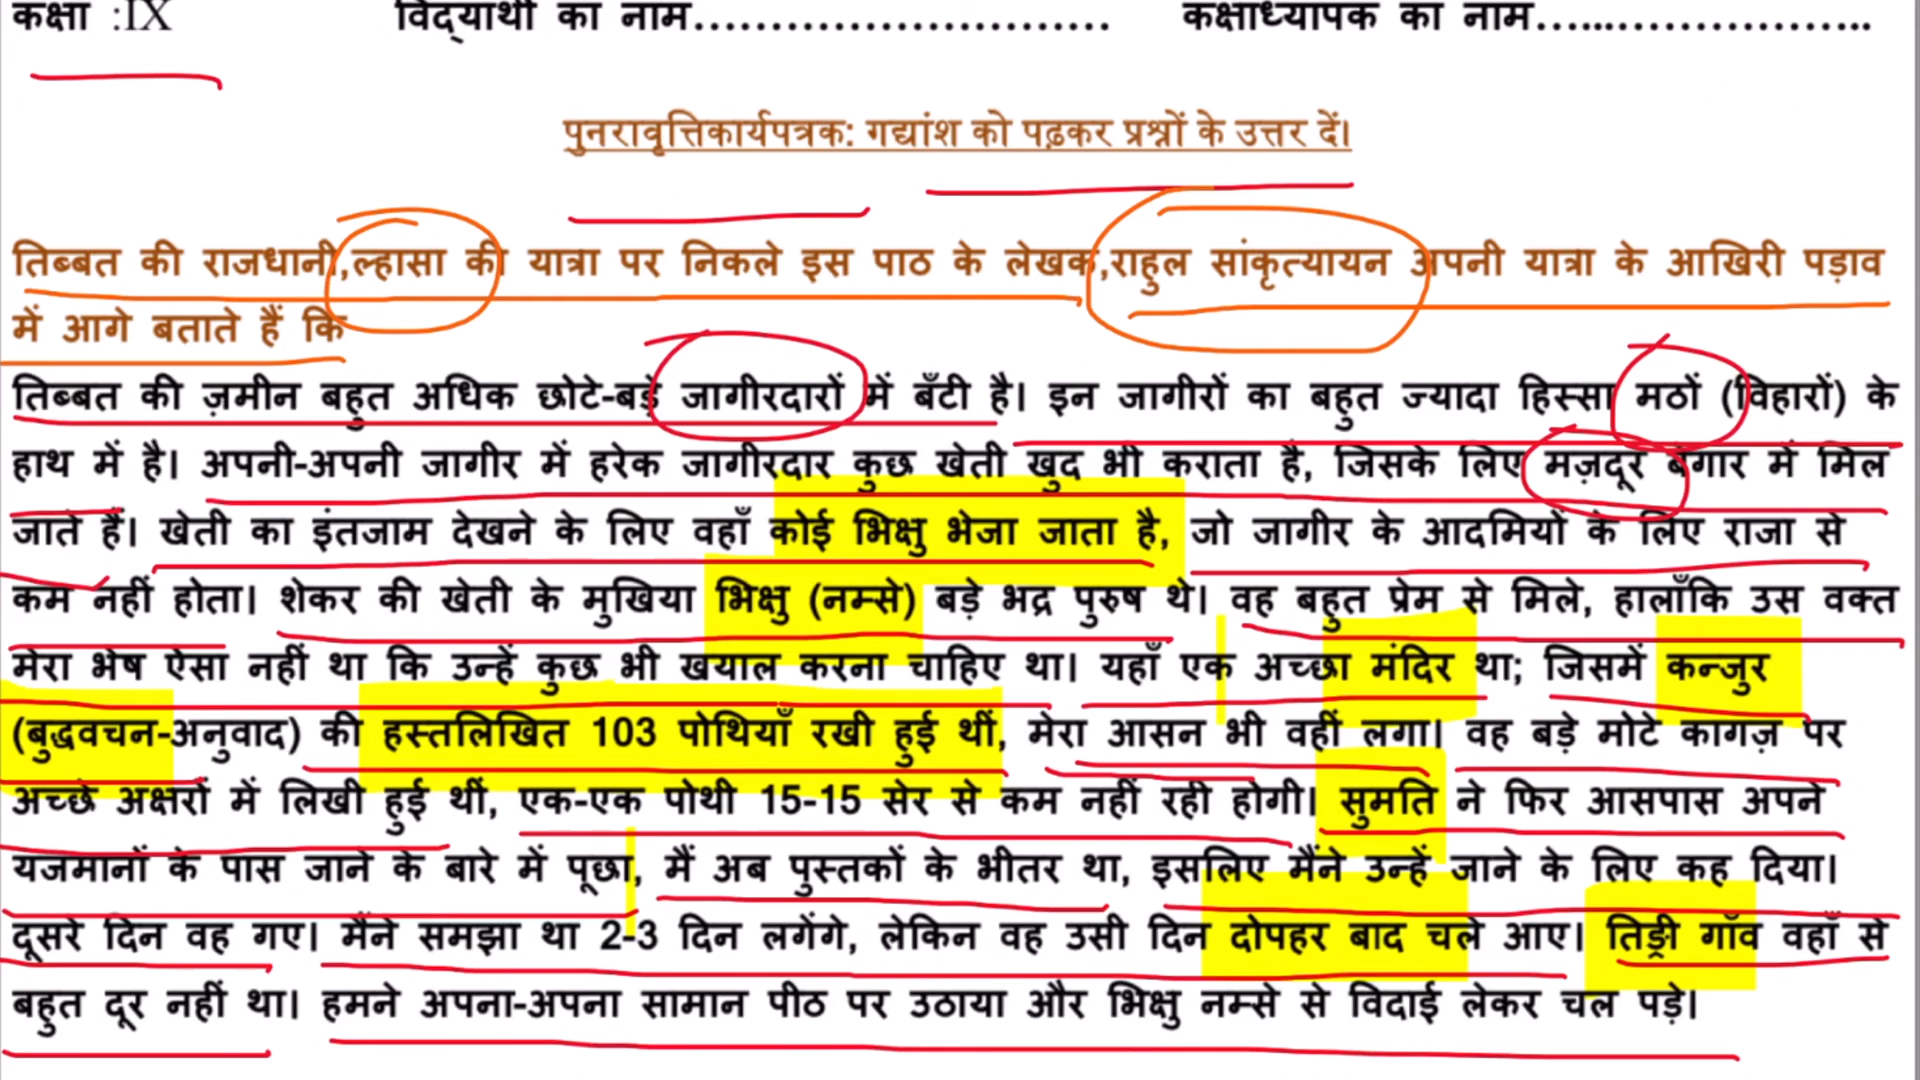 कक्षा :IX विद्यार्थी का नाम.............................. कक्षाध्यापक का नाम.............................
पुनरावृत्तिकार्यपत्रक: गद्यांश को पढ़कर प्रश्नों के उत्तर दें।
तिब्बत की राजधानी,ल्हासा की यात्रा पर निकले इस पाठ के लेखक,राहुल सांकृत्यायन अपनी यात्रा के आखिरी पड़ाव
में आगे बताते हैं कि
तिब्बत की ज़मीन बहुत अधिक छोटे-बड़े जागीरदारों में बँटी है। इन जागीरों का बहुत ज्यादा हिस्सा मठों (विहारों) के
हाथ में है। अपनी-अपनी जागीर में हरेक जागीरदार कुछ खेती खुद भी कराता है, जिसके लिए मज़दूर बेगार में मिल
जाते हैं। खेती का इंतजाम देखने के लिए वहाँ कोई भिक्षु भेजा जाता है, जो जागीर के आदमियों के लिए राजा से
कम नहीं होता। शेकर की खेती के मुखिया भिक्षु (नम्से) बड़े भद्र पुरुष थे। वह बहुत प्रेम से मिले, हालाँकि उस वक्त
मेरा भेष ऐसा नहीं था कि उन्हें कुछ भी खयाल करना चाहिए था। यहाँ एक अच्छा मंदिर था; जिसमें कन्जुर
(बुद्धवचन-अनुवाद) की हस्तलिखित 103 पोथियाँ रखी हुई थीं, मेरा आसन भी वहीं लगा। वह बड़े मोटे कागज़ पर
अच्छे अक्षरों में लिखी हुई थीं, एक-एक पोथी 15-15 सेर से कम नहीं रही होगी। सुमति ने फिर आसपास अपने
यजमानों के पास जाने के बारे में पूछा, मैं अब पुस्तकों के भीतर था, इसलिए मैंने उन्हें जाने के लिए कह दिया।
दूसरे दिन वह गए। मैंने समझा था 2-3 दिन लगेंगे, लेकिन वह उसी दिन दोपहर बाद चले आए। तिङ्री गाँव वहाँ से
बहुत दूर नहीं था। हमने अपना-अपना सामान पीठ पर उठाया और भिक्षु नम्से से विदाई लेकर चल पड़े।